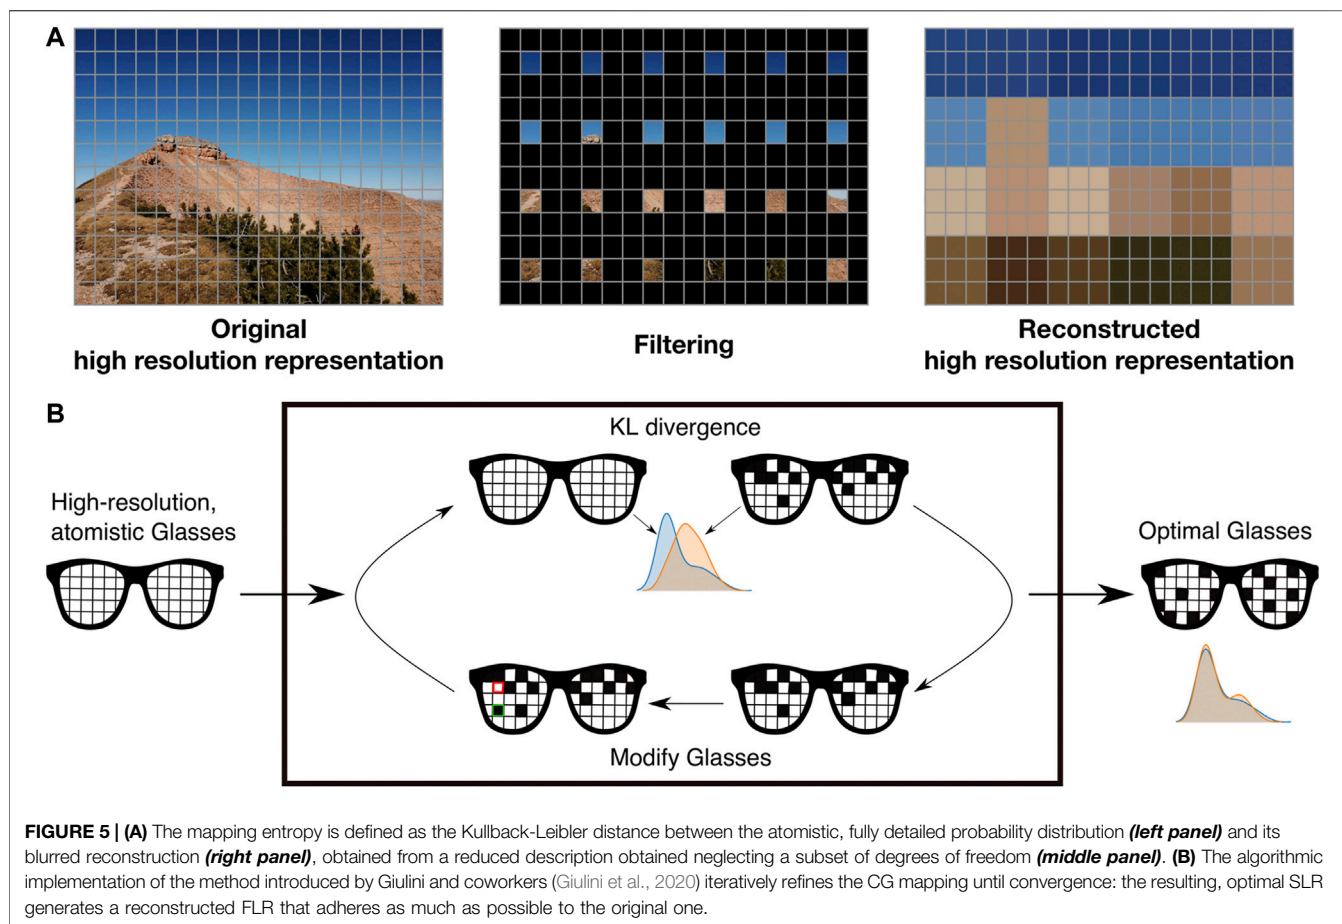 A
Original
high resolution representation
Filtering
Reconstructed
high resolution representation
B
KL divergence
High-resolution,
atomistic Glasses
Optimal Glasses
Modify Glasses
FIGURE 5 | (A) The mapping entropy is defined as the Kullback-Leibler distance between the atomistic, fully detailed probability distribution (left panel) and its
blurred reconstruction (right panel), obtained from a reduced description obtained neglecting a subset of degrees of freedom (middle panel). (B) The algorithmic
implementation of the method introduced by Giulini and coworkers (Giulini et al., 2020) iteratively refines the CG mapping until convergence: the resulting, optimal SLR
generates a reconstructed FLR that adheres as much as possible to the original one.